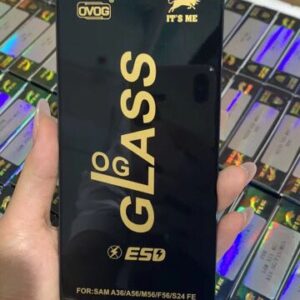 OVOG
IT'S ME
OG
GLASS
ESD
FOR:SAM A36/A56/M56/F56/S24 FE